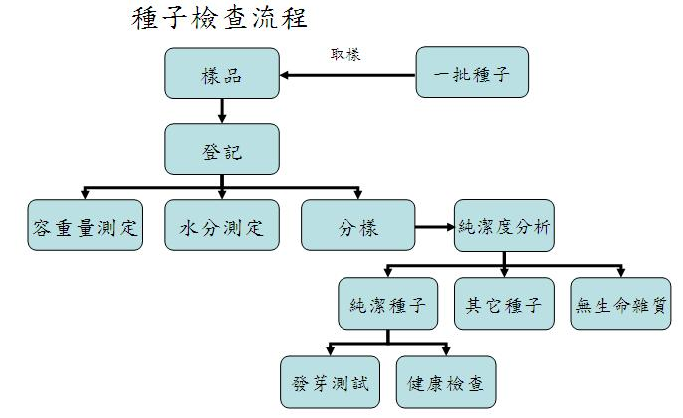 種子檢查流程
取樣
樣品
一批種子
登記
容重量測定
水分測定
分樣
純潔度分析
純潔種子
其它種子
無生命雜質
發芽測試
健康檢查